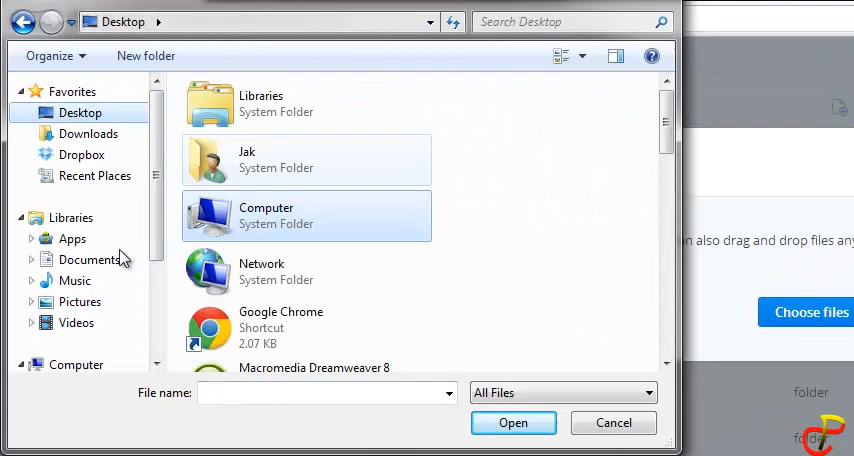 Desktop
Search Desktop
Organize
New folder
Favorites
Desktop
Downloads
Dropbox
Recent Places
Libraries
Apps
Documents
Music
Pictures
Videos
Computer
Libraries
System Folder
Jak
System Folder
Computer
System Folder
Network
System Folder
Google Chrome
Shortcut
2.07 KB
Macromedia Dreamweaver 8
File name:
All Files
Open
Cancel
also drag and drop files any
Choose files
folder
folder